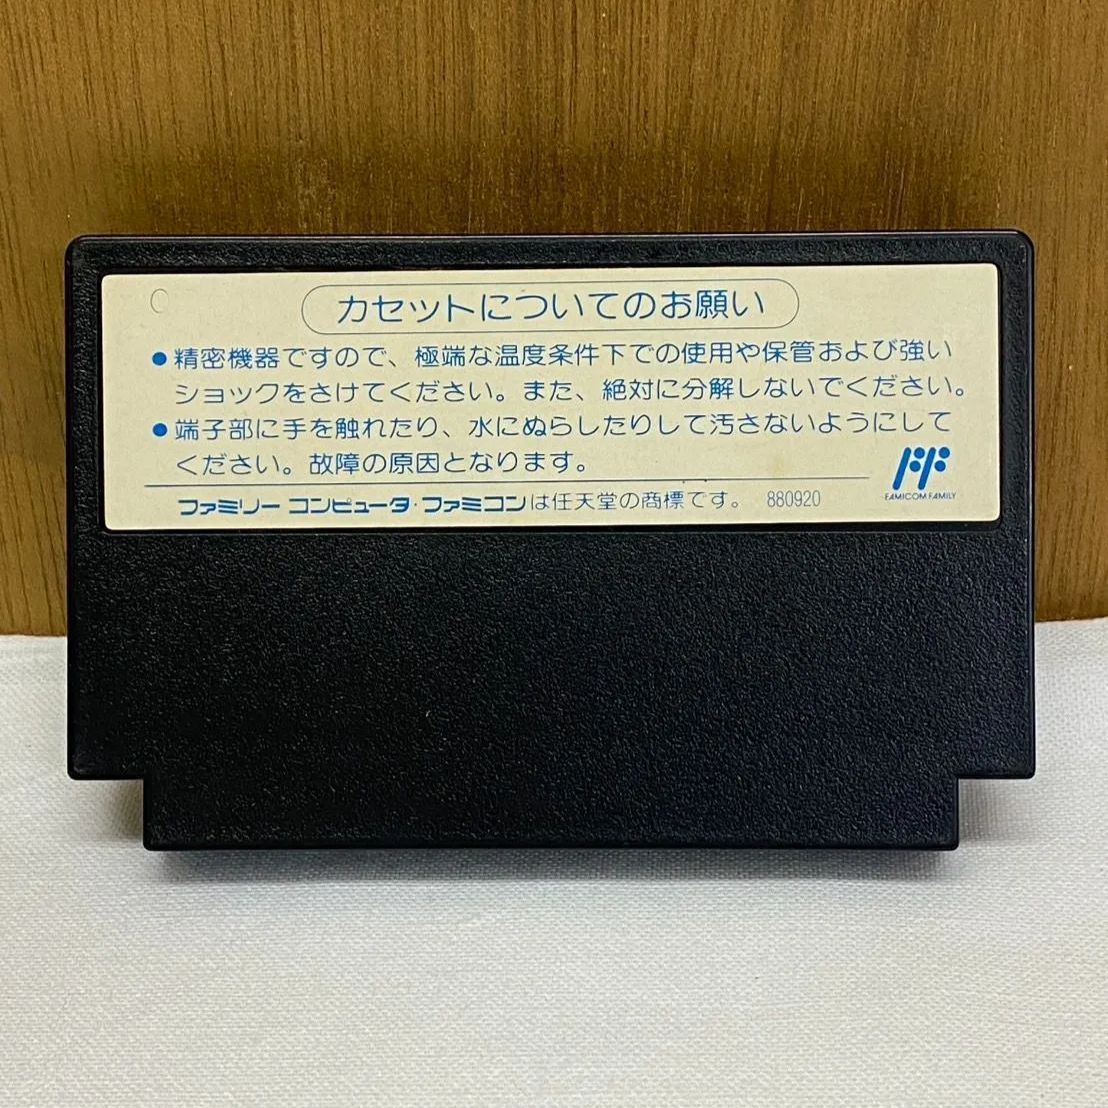 カセットについてのお願い
●精密機器ですので、極端な温度条件下での使用や保管および強い
ショックをさけてください。また、絶対に分解しないでください。
●端子部に手を触れたり、水にぬらしたりして汚さないようにして
ください。故障の原因となります。
FF
FAMICOM FAMILY
ファミリー コンピュータ・ファミコンは任天堂の商標です。 880920